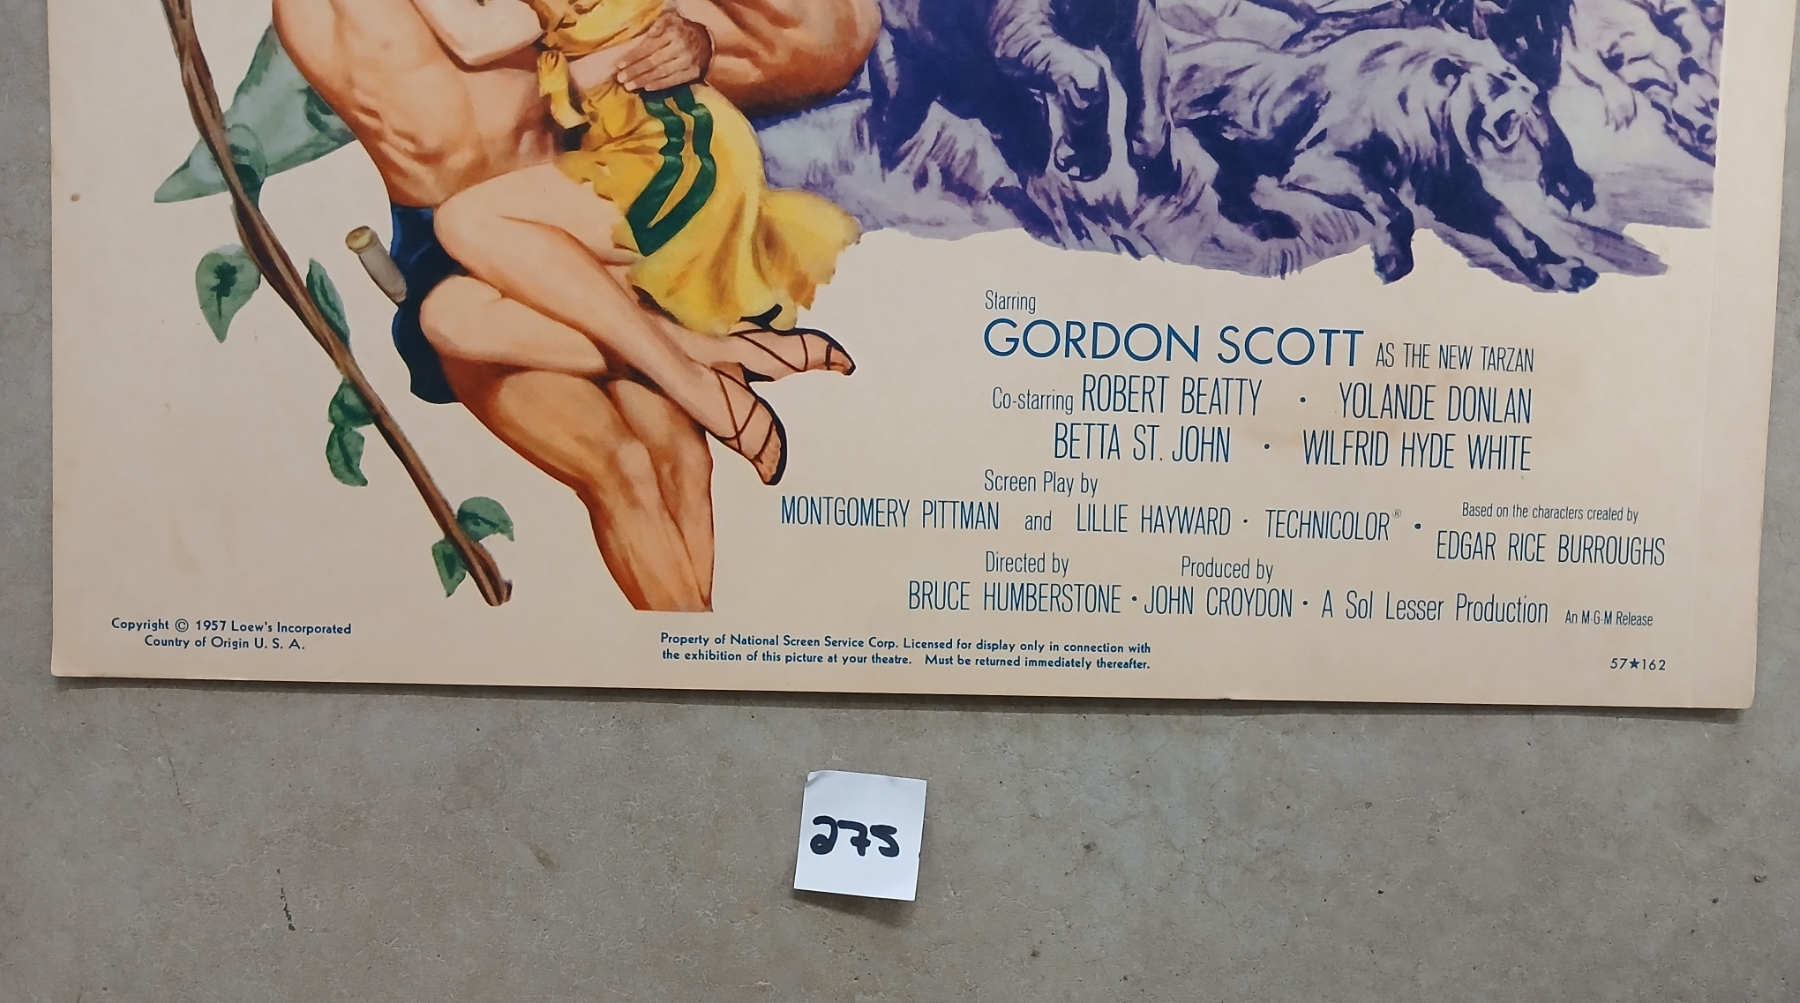 Starring
GORDON SCOTT AS THE NEW TARZAN
Co-starring ROBERT BEATTY • YOLANDE DONLAN
BETTA ST. JOHN • WILFRID HYDE WHITE
Screen Play by
MONTGOMERY PITTMAN and LILLIE HAYWARD • TECHNICOLOR® •
Based on the characters created by
EDGAR RICE BURROUGHS
Directed by
BRUCE HUMBERSTONE •
Produced by
JOHN CROYDON • A Sol Lesser Production An M-G-M Release
Copyright © 1957 Loew's Incorporated
Country of Origin U. S. A.
Property of National Screen Service Corp. Licensed for display only in connection with
the exhibition of this picture at your theatre. Must be returned immediately thereafter.
57★162
275